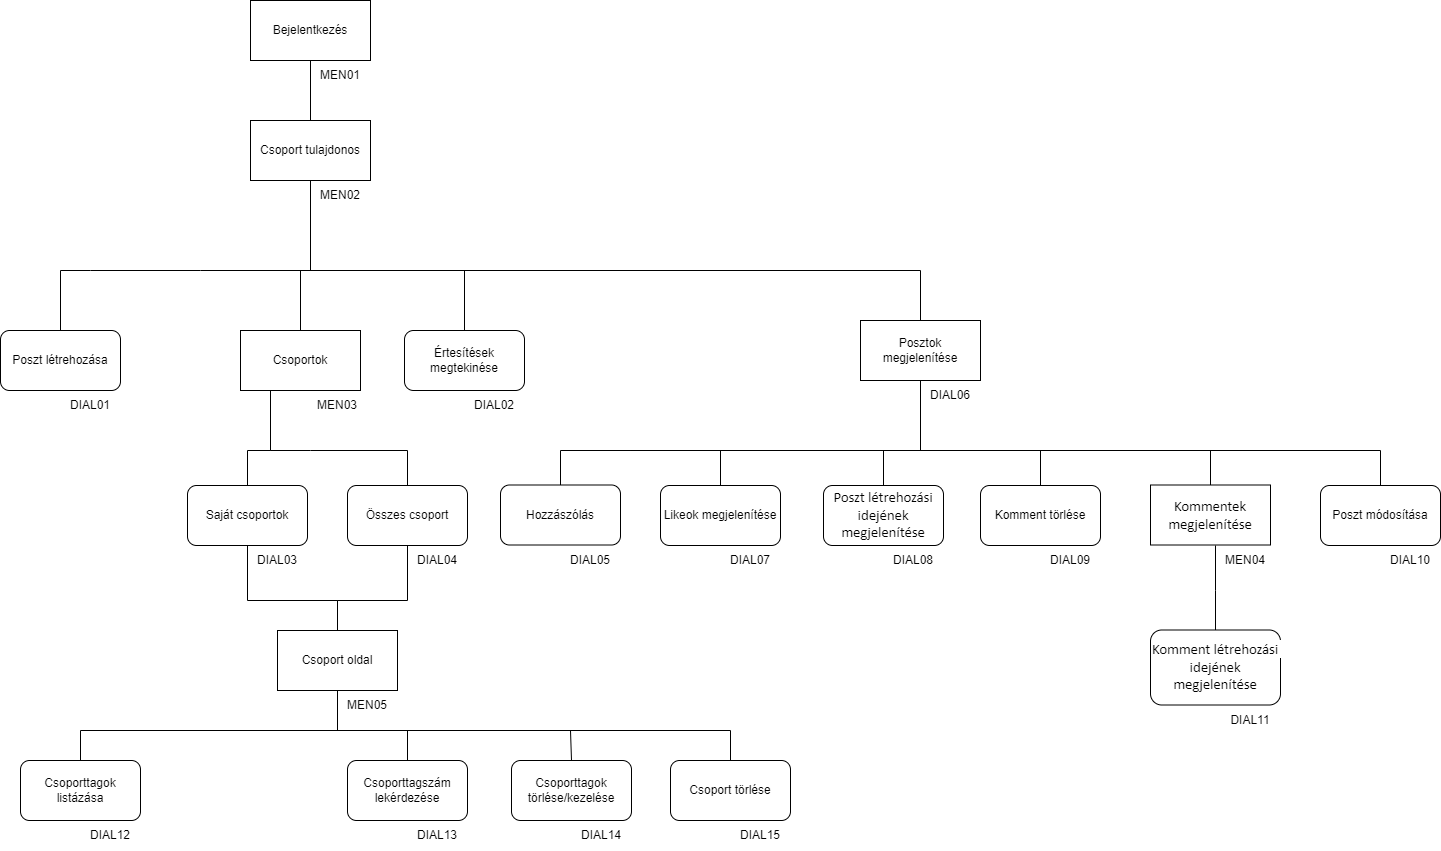 Bejelentkezés
MEN01
Csoport tulajdonos
MEN02
Poszt létrehozása
DIAL01
Csoportok
MEN03
Értesítések
megtekinése
DIAL02
Posztok
megjelenítése
DIAL06
Saját csoportok
DIAL03
Összes csoport
DIAL04
Hozzászólás
DIAL05
Likeok megjelenítése
DIAL07
Poszt létrehozási
idejének
megjelenítése
DIAL08
Komment törlése
DIAL09
Kommentek
megjelenítése
MEN04
Poszt módosítása
DIAL10
Csoport oldal
MEN05
Komment létrehozási
idejének
megjelenítése
DIAL11
Csoporttagok
listázása
DIAL12
Csoporttagszám
lekérdezése
DIAL13
Csoporttagok
törlése/kezelése
DIAL14
Csoport törlése
DIAL15